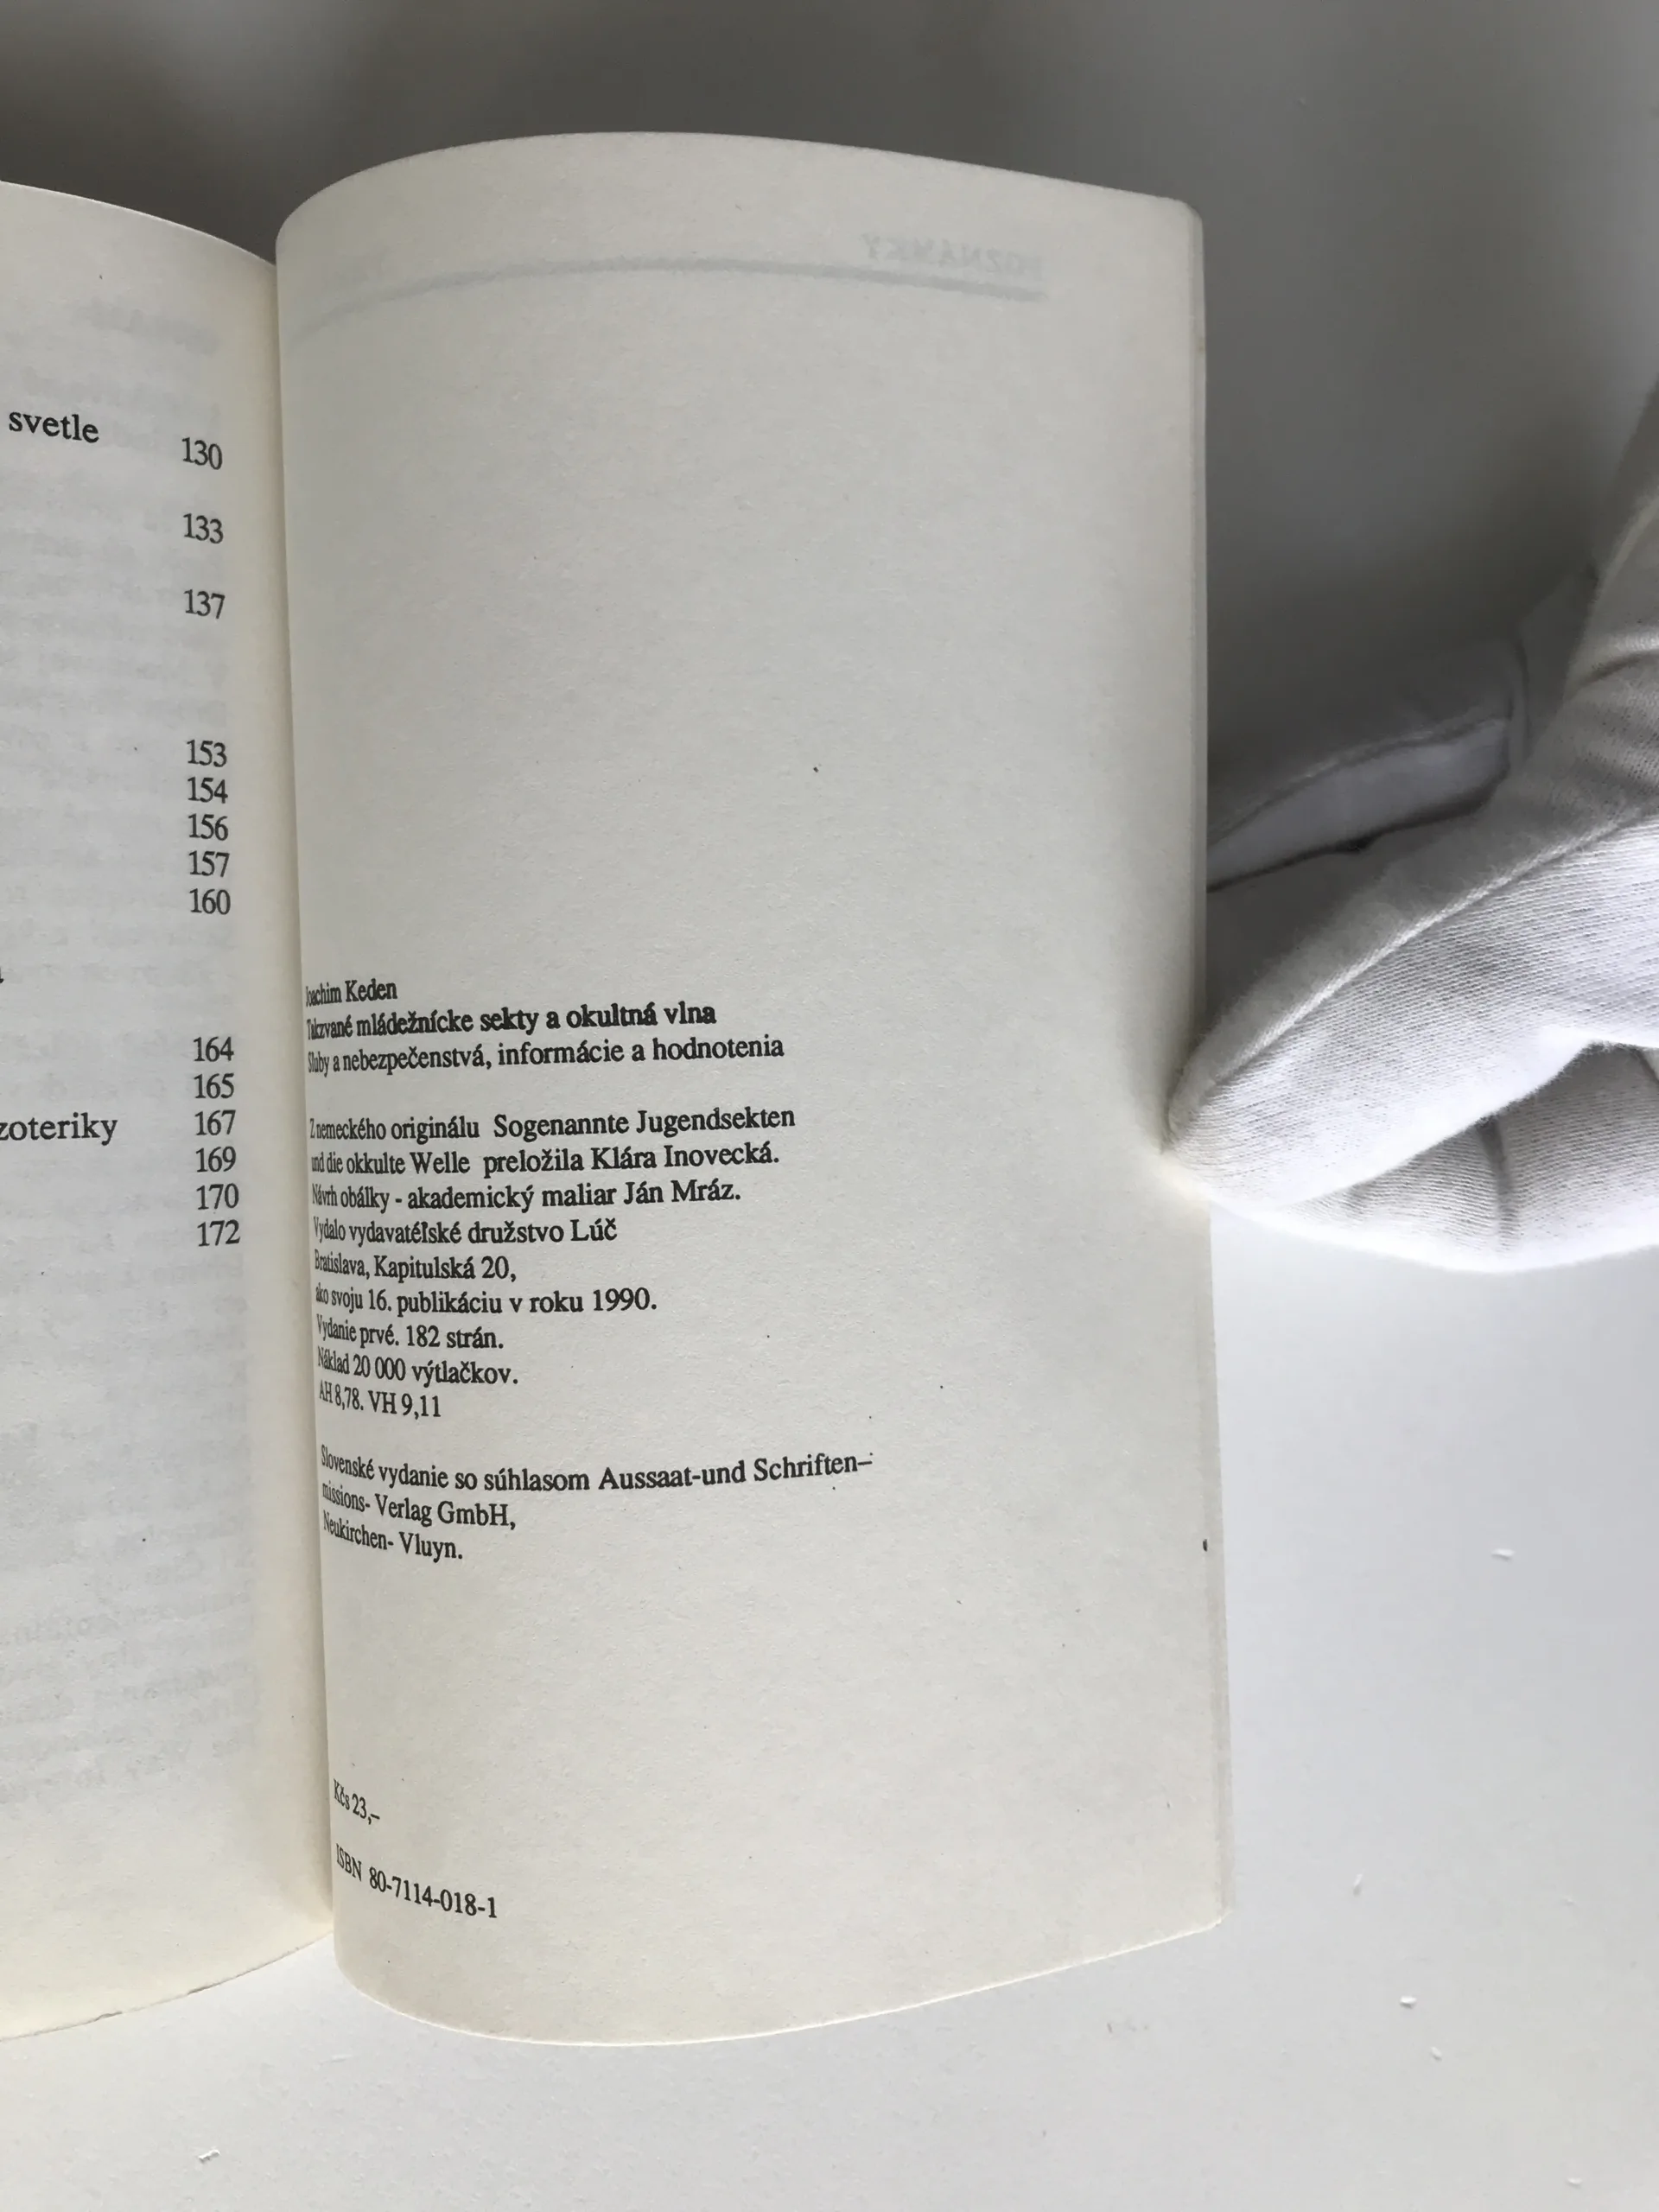 svetle
130
133
137
153
154
156
157
160
164
165
zoteriky 167
169
170
172
POZNÁMKY
Joachim Keden
Takzvané mládežnícke sekty a okultná vlna
Sľuby a nebezpečenstvá, informácie a hodnotenia
Z nemeckého originálu Sogenannte Jugendsekten
und die okkulte Welle preložila Klára Inovecká.
Návrh obálky - akademický maliar Ján Mráz.
Vydalo vydavatéľské družstvo Lúč
Bratislava, Kapitulská 20,
ako svoju 16. publikáciu v roku 1990.
Vydanie prvé. 182 strán.
Náklad 20 000 výtlačkov.
AH 8,78. VH 9,11
Slovenské vydanie so súhlasom Aussaat-und Schriften-
missions- Verlag GmbH,
Neukirchen- Vluyn.
Kčs 23,-
ISBN 80-7114-018-1